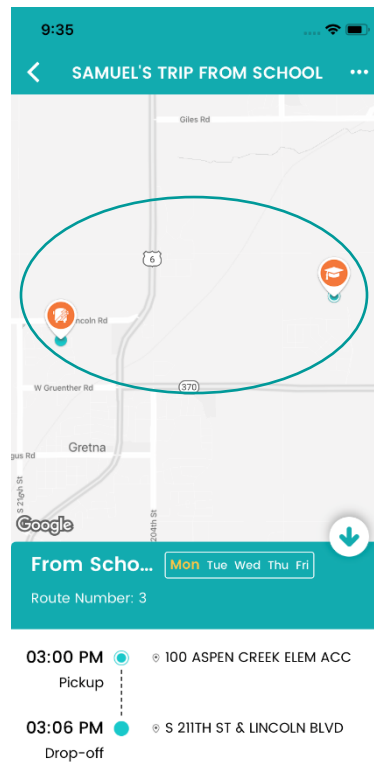 9:35
SAMUEL'S TRIP FROM SCHOOL
Giles Rd
6
ncoln Rd
W Gruenther Rd
370
Gretna
gus Rd
S 216th St
204th St
Google
From Scho... Mon Tue Wed Thu Fri
Route Number: 3
03:00 PM 100 ASPEN CREEK ELEM ACC
Pickup
03:06 PM S 211TH ST & LINCOLN BLVD
Drop-off